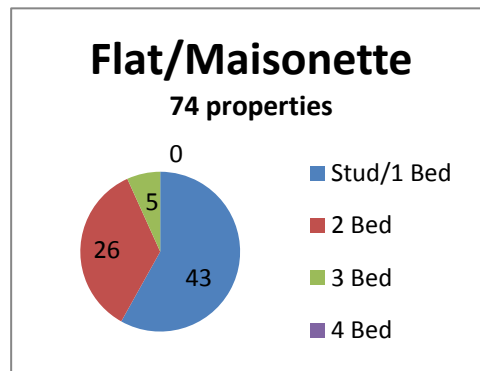 Flat/Maisonette
74 properties
0
5
26
43
Stud/1 Bed
2 Bed
3 Bed
4 Bed